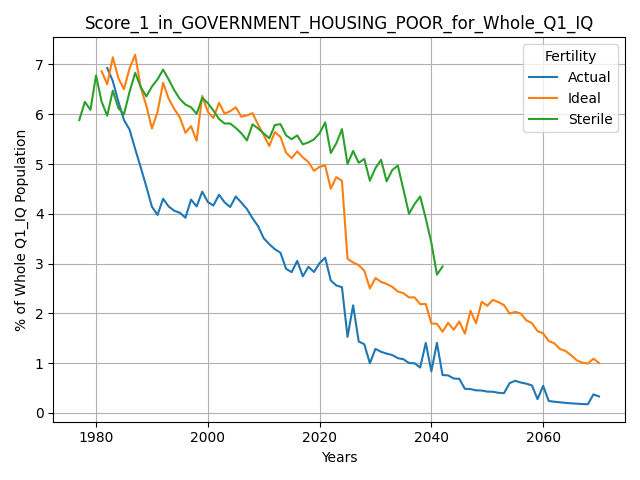 Score_1_in_GOVERNMENT_HOUSING_POOR_for_Whole_Q1_IQ
% of Whole Q1_IQ Population
7
6
5
4
3
2
1
0
Fertility
Actual
Ideal
Sterile
1980
2000
2020
2040
2060
Years